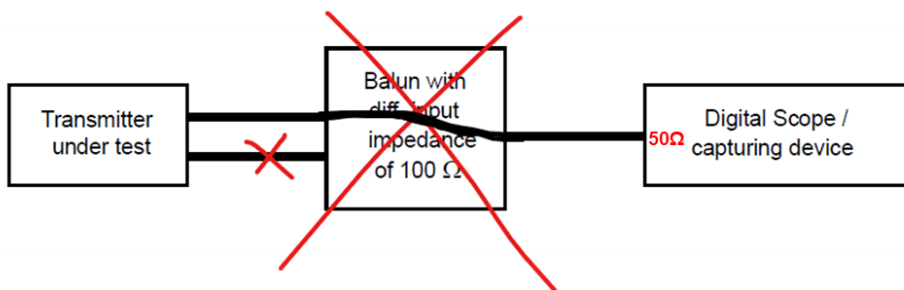 Transmitter
under test
Balun with
diff. input
impedance
of 100 Ω
50Ω
Digital Scope /
capturing device